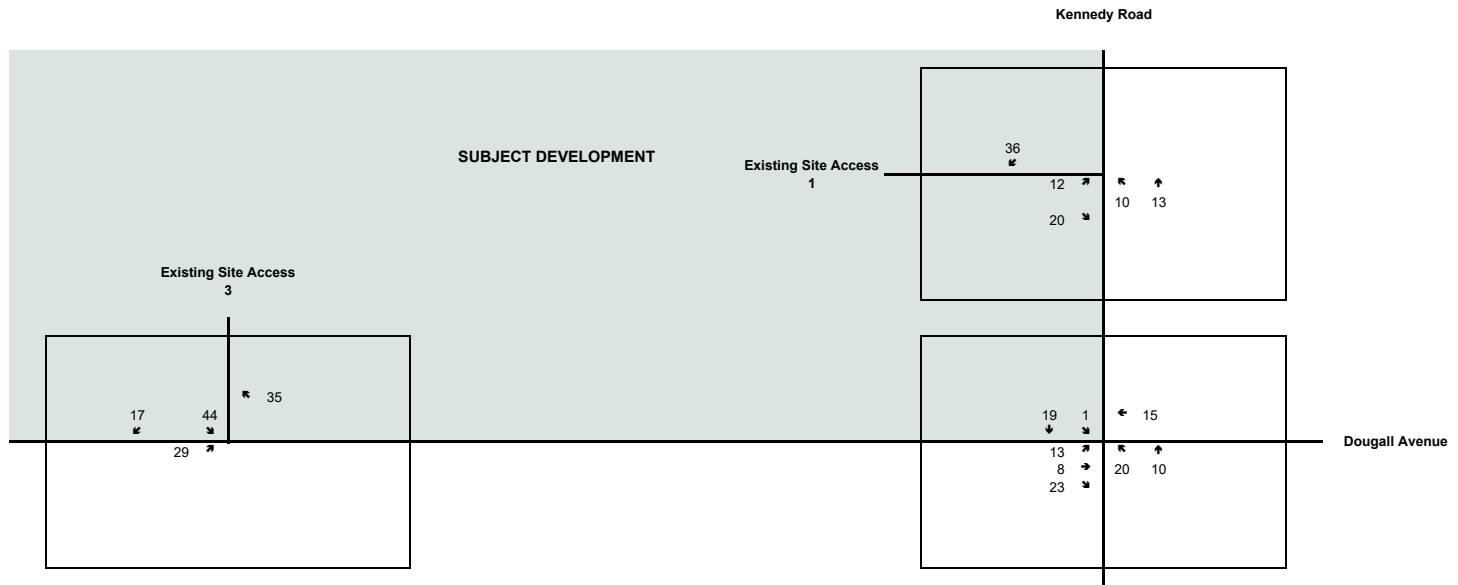 Kennedy Road
SUBJECT DEVELOPMENT
Existing Site Access
1
36
12
10 13
20
Existing Site Access
3
35
17 44
29
19 1 15
13
8 20 10
23
Dougall Avenue